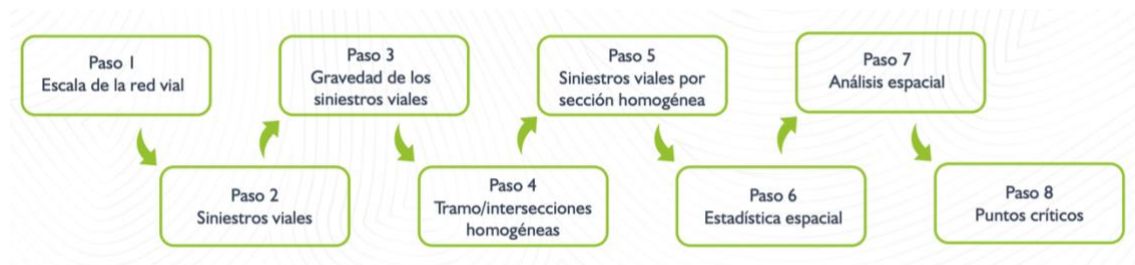 Paso 1
Escala de la red vial
Paso 2
Siniestros viales
Paso 3
Gravedad de los
siniestros viales
Paso 4
Tramo/intersecciones
homogéneas
Paso 5
Siniestros viales por
sección homogénea
Paso 6
Estadística espacial
Paso 7
Análisis espacial
Paso 8
Puntos críticos